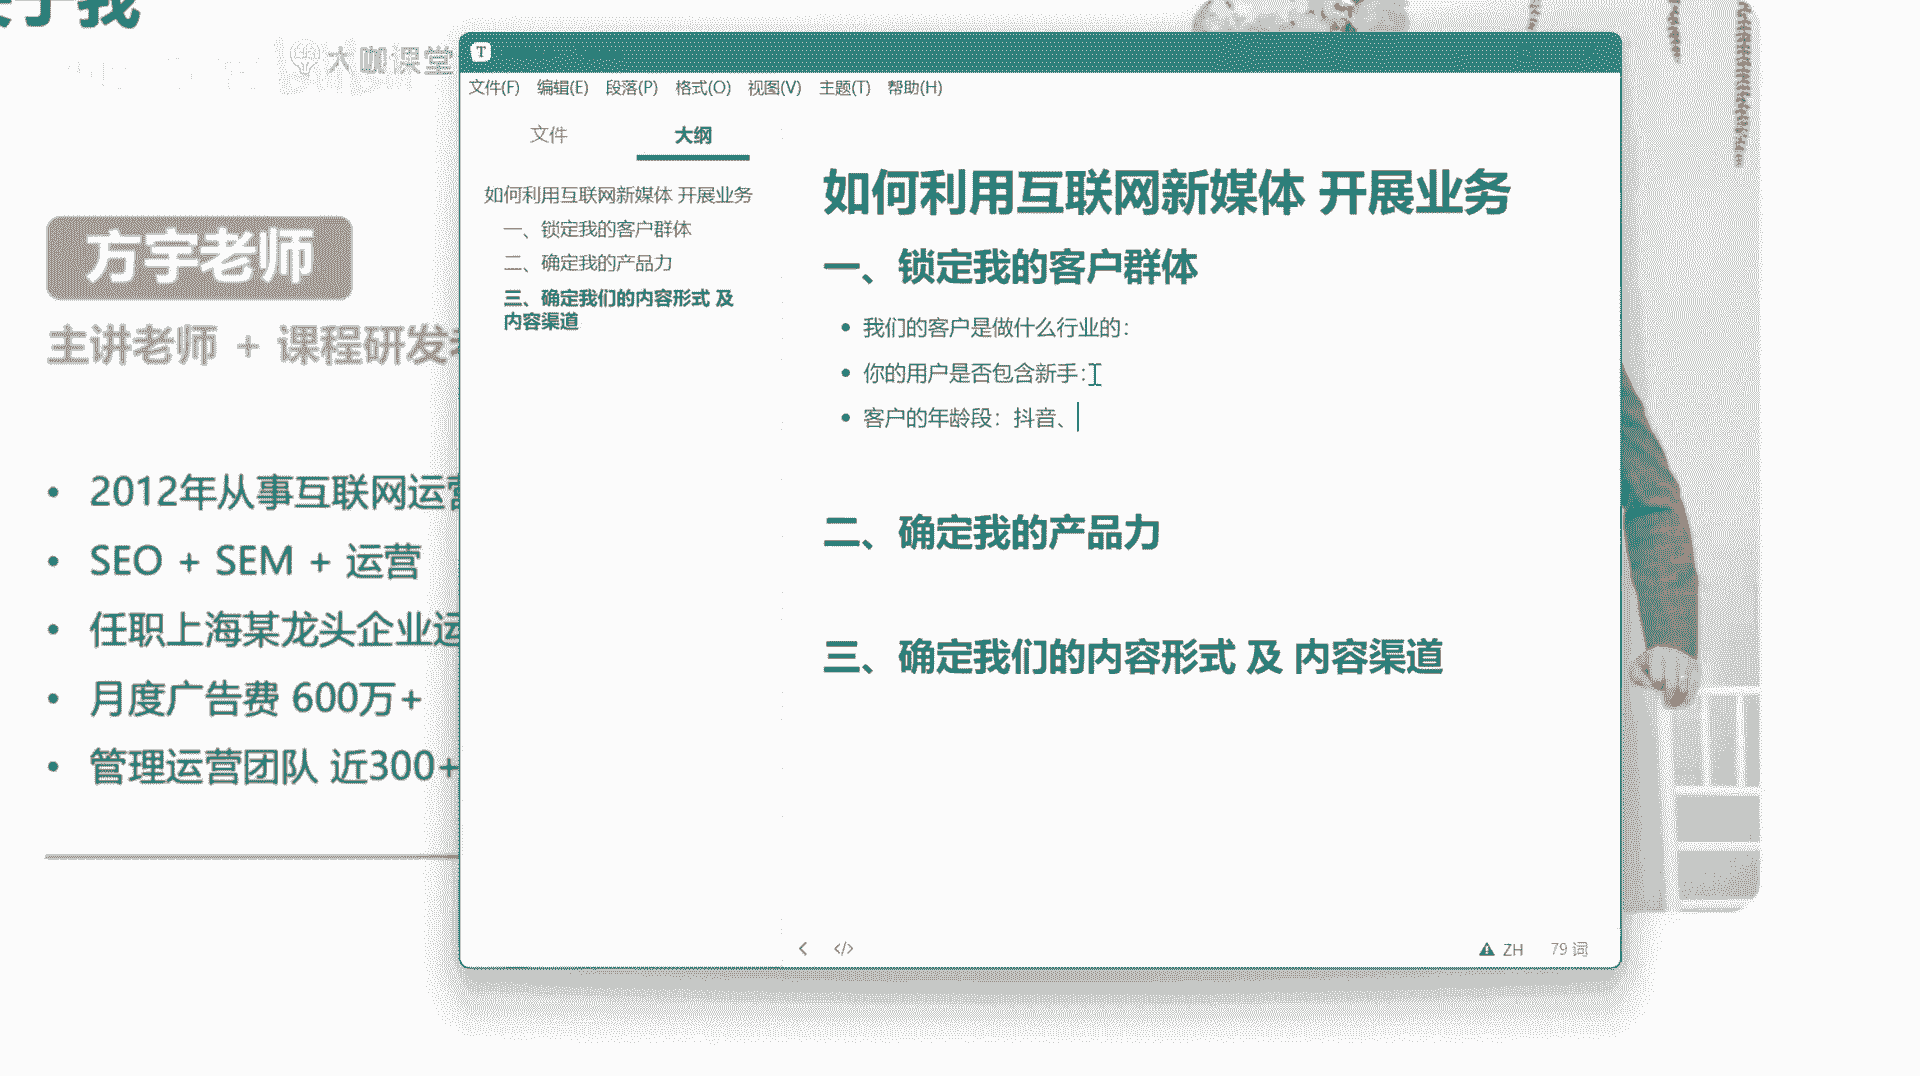 关于我
大咖课堂
方宇老师
主讲老师 + 课程研发
2012年从事互联网运营
SEO + SEM + 运营
任职上海某龙头企业运
月度广告费 600万+
管理运营团队 近300+
T
文件(F) 编辑(E) 段落(P) 格式(O) 视图(V) 主题(T) 帮助(H)
文件 大纲
如何利用互联网新媒体 开展业务
一、锁定我的客户群体
二、确定我的产品力
三、确定我们的内容形式 及
内容渠道
如何利用互联网新媒体 开展业务
一、锁定我的客户群体
我们的客户是做什么行业的：
你的用户是否包含新手：
客户的年龄段：抖音、
二、确定我的产品力
三、确定我们的内容形式 及 内容渠道
</> ZH 79 词